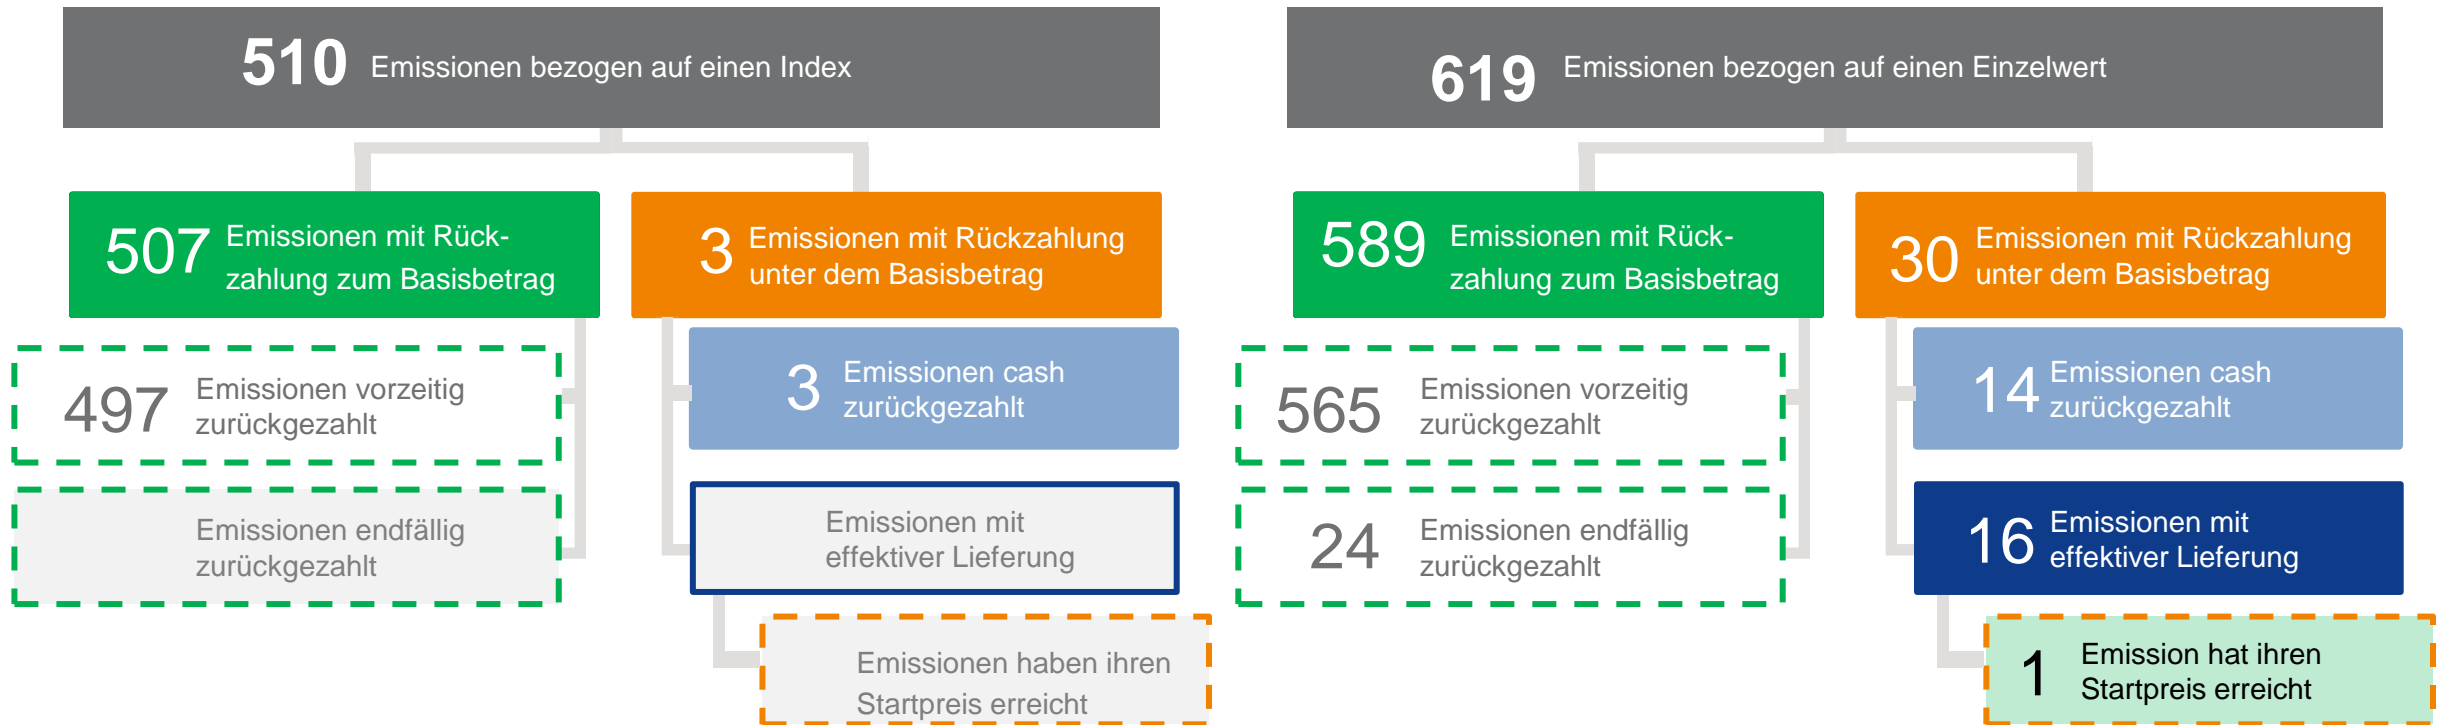 510 Emissionen bezogen auf einen Index
507 Emissionen mit Rück-
zahlung zum Basisbetrag
3 Emissionen mit Rückzahlung
unter dem Basisbetrag
497 Emissionen vorzeitig
zurückgezahlt
3 Emissionen cash
zurückgezahlt
Emissionen endfällig
zurückgezahlt
Emissionen mit
effektiver Lieferung
Emissionen haben ihren
Startpreis erreicht
619 Emissionen bezogen auf einen Einzelwert
589 Emissionen mit Rück-
zahlung zum Basisbetrag
30 Emissionen mit Rückzahlung
unter dem Basisbetrag
565 Emissionen vorzeitig
zurückgezahlt
14 Emissionen cash
zurückgezahlt
24 Emissionen endfällig
zurückgezahlt
16 Emissionen mit
effektiver Lieferung
1 Emission hat ihren
Startpreis erreicht